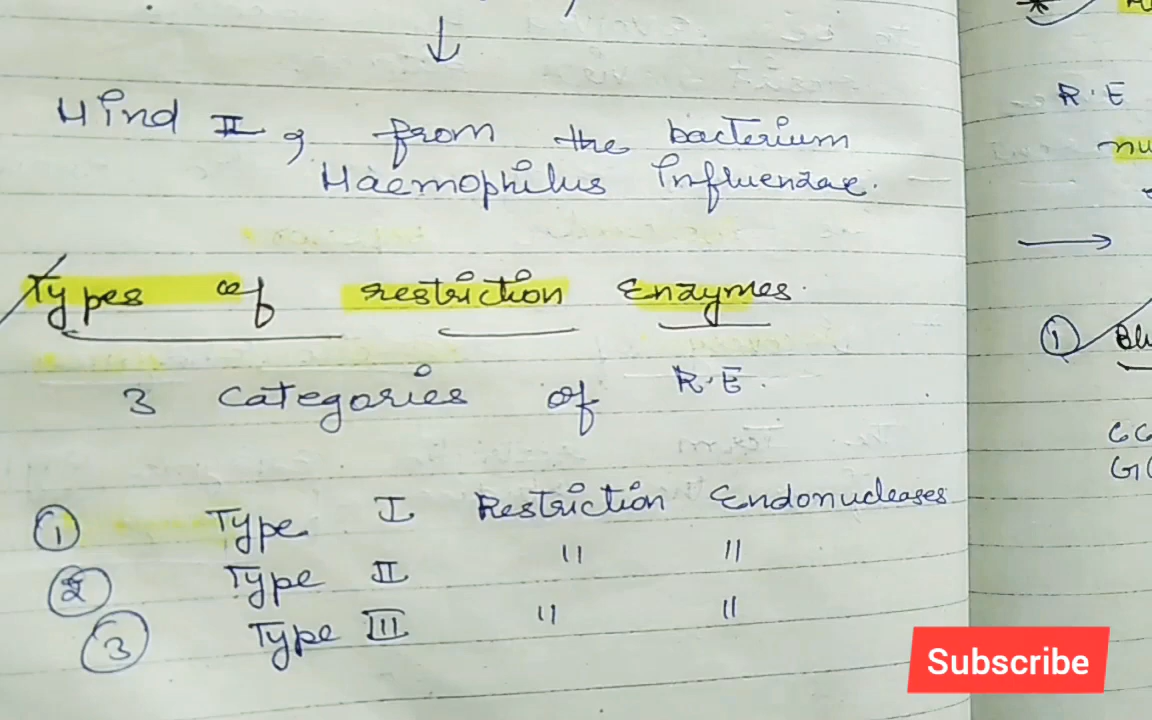 ↓
Hind II, from the bacterium
Haemophilus Influenzae.
Types of restriction Enzymes.
3 categories of R.E.
① Type I Restriction Endonucleases
② Type II " "
③ Type III " "
R.E
→
①
Subscribe